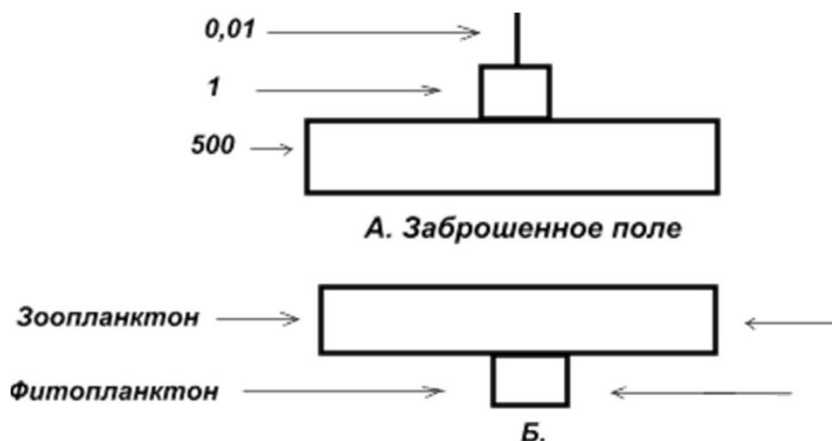 0,01
1
500
А. Заброшенное поле
Зоопланктон
Фитопланктон
Б.